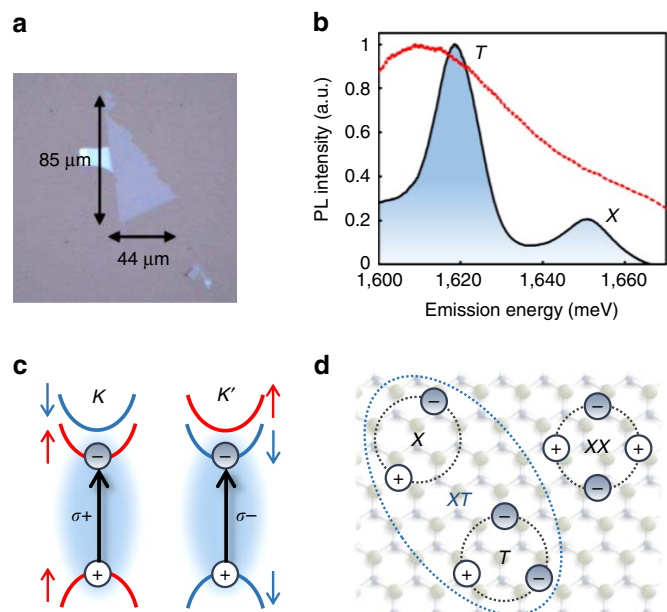 a
85 μm
44 μm
b
PL intensity (a.u.)
1
0.8
0.6
0.4
0.2
0
T
X
1,600
1,620
1,640
1,660
Emission energy (meV)
c
K
K′
−
−
σ+
σ−
+
+
d
−
X
+
−
+
XX
+
−
XT
−
T
+
−